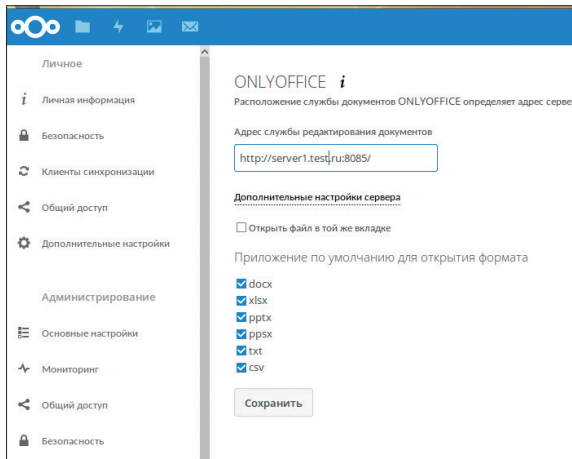 Личное
Личная информация
Безопасность
Клиенты синхронизации
Общий доступ
Дополнительные настройки
Администрирование
Основные настройки
Мониторинг
Общий доступ
Безопасность
ONLYOFFICE i
Расположение службы документов ONLYOFFICE определяет адрес серве
Адрес службы редактирования документов
http://server1.test.ru:8085/
Дополнительные настройки сервера
Открыть файл в той же вкладке
Приложение по умолчанию для открытия формата
docx
xlsx
pptx
ppsx
txt
csv
Сохранить